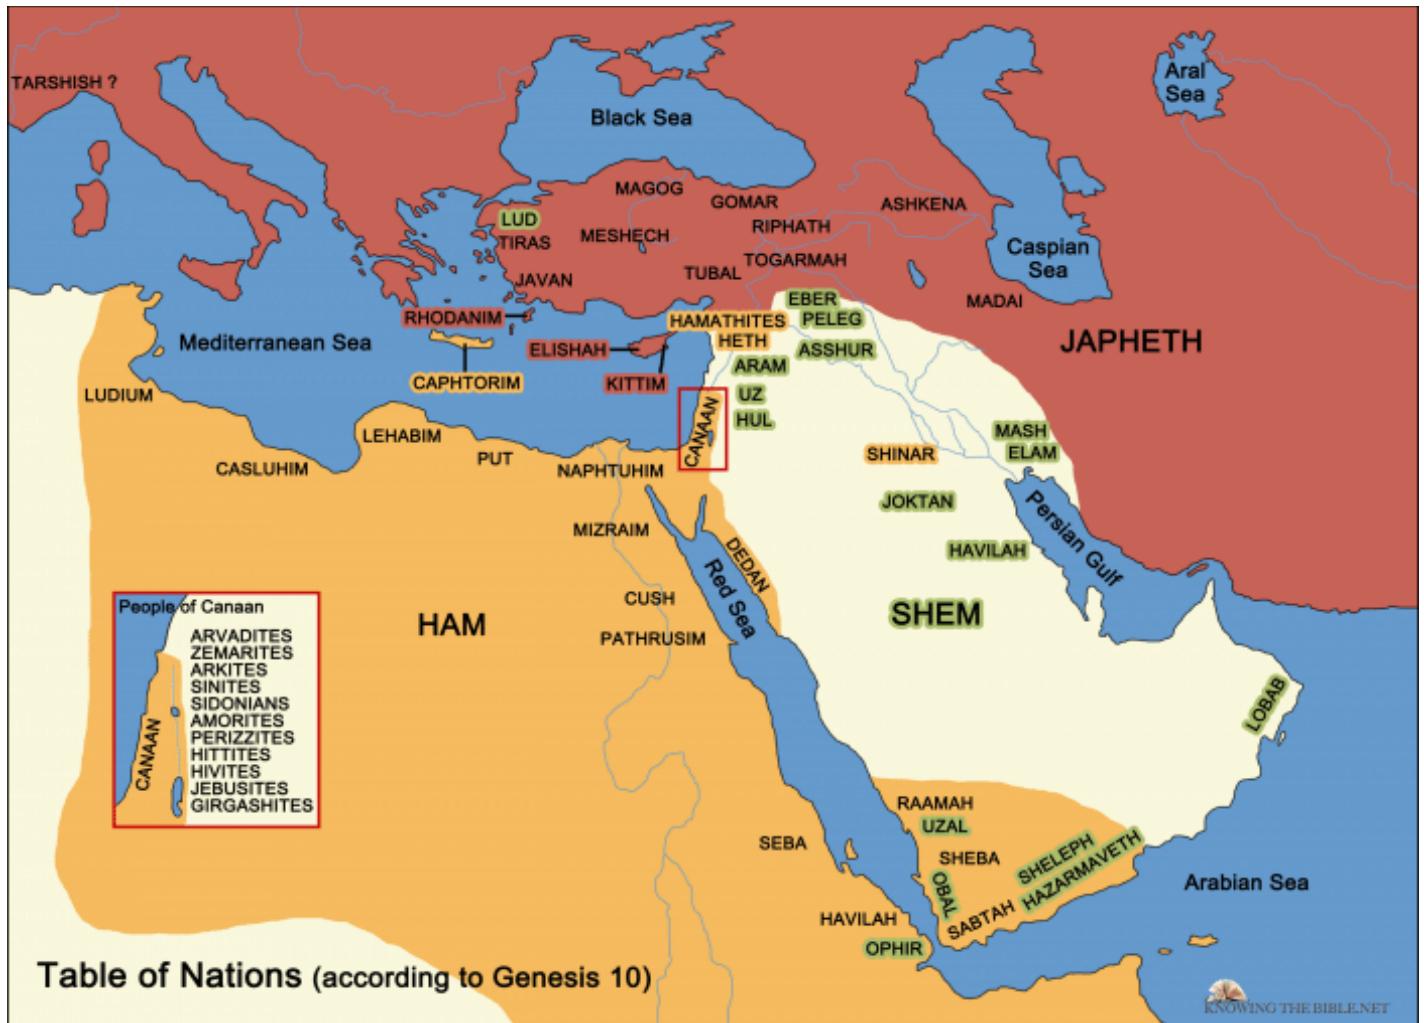 TARSHISH ?
Aral
Sea
Black Sea
MAGOG
GOMAR
ASHKENA
LUD
TIRAS
MESHECH
RIPHATH
Caspian
Sea
TOGARMAH
TUBAL
JAVAN
MADAI
EBER
PELEG
RHODANIM
HAMATHITES
HETH
JAPHETH
Mediterranean Sea
ELISHAH
ASSHUR
ARAM
CAPHTORIM
KITTIM
UZ
HUL
LUDIUM
CANAAN
LEHABIM
MASH
ELAM
PUT
SHINAR
CASLUHIM
NAPHTUHIM
JOKTAN
Persian Gulf
MIZRAIM
DEDAN
HAVILAH
Red Sea
CUSH
HAM
SHEM
PATHRUSIM
People of Canaan
ARVADITES
ZEMARITES
ARKITES
SINITES
SIDONIANS
AMORITES
PERIZZITES
HITTITES
HIVITES
JEBUSITES
GIRGASHITES
CANAAN
LOBAB
RAAMAH
UZAL
SEBA
SHEBA
SHELEPH
HAZARMAVETH
OBAL
SABTAH
Arabian Sea
HAVILAH
OPHIR
Table of Nations (according to Genesis 10)
KNOWING THE BIBLE.NET